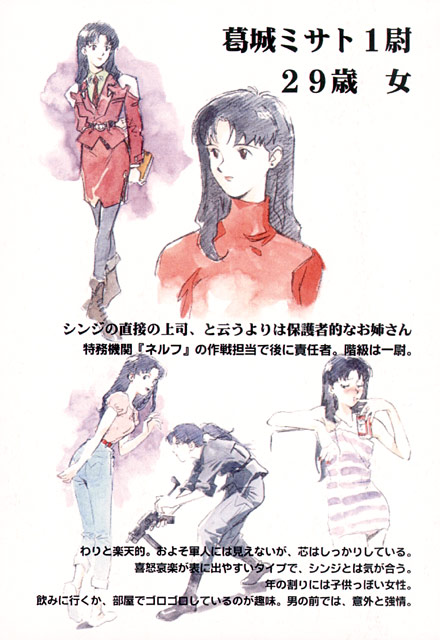 葛城ミサト１尉
２９歳　女
シンジの直接の上司、と云うよりは保護者的なお姉さん
特務機関『ネルフ』の作戦担当で後に責任者。階級は一尉。
わりと楽天的。およそ軍人には見えないが、芯はしっかりしている。
喜怒哀楽が表に出やすいタイプで、シンジとは気が合う。
年の割りには子供っぽい女性。
飲みに行くか、部屋でゴロゴロしているのが趣味。男の前では、意外と強情。